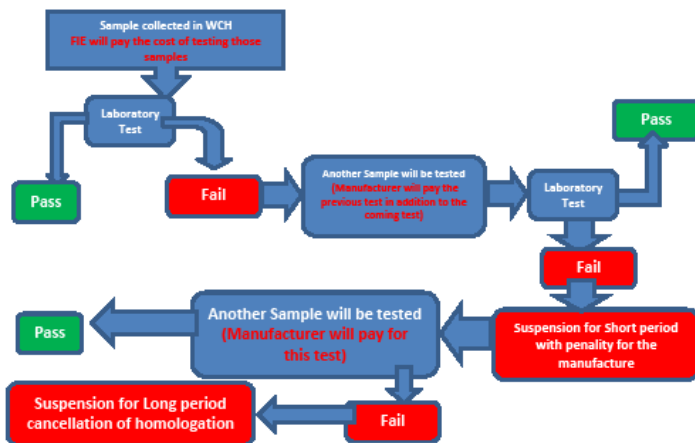 Sample collected in WCH
FIE will pay the cost of testing those
samples
Laboratory
Test
Pass
Fail
Another Sample will be tested
(Manufacturer will pay the
previous test in addition to the
coming test)
Laboratory
Test
Pass
Fail
Suspension for Short period
with penality for the
manufacture
Another Sample will be tested
(Manufacturer will pay for
this test)
Pass
Fail
Suspension for Long period
cancellation of homologation